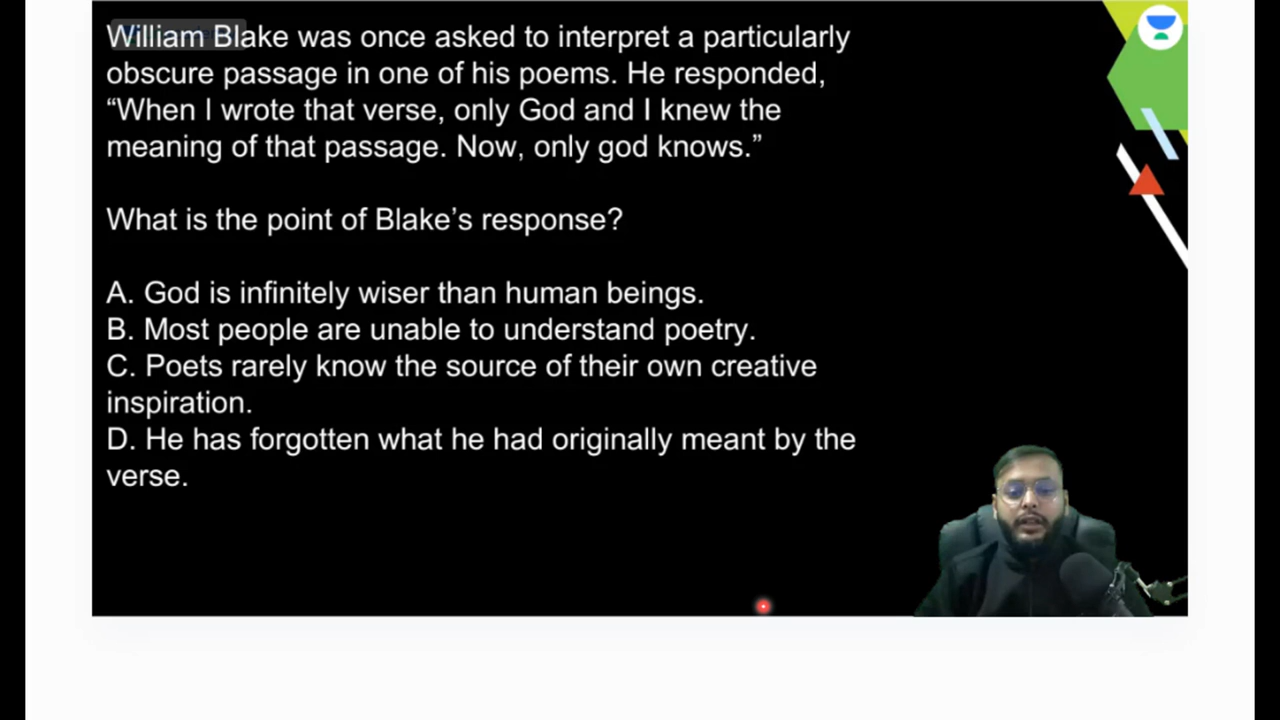 William Blake was once asked to interpret a particularly
obscure passage in one of his poems. He responded,
“When I wrote that verse, only God and I knew the
meaning of that passage. Now, only god knows.”
What is the point of Blake’s response?
A. God is infinitely wiser than human beings.
B. Most people are unable to understand poetry.
C. Poets rarely know the source of their own creative
inspiration.
D. He has forgotten what he had originally meant by the
verse.